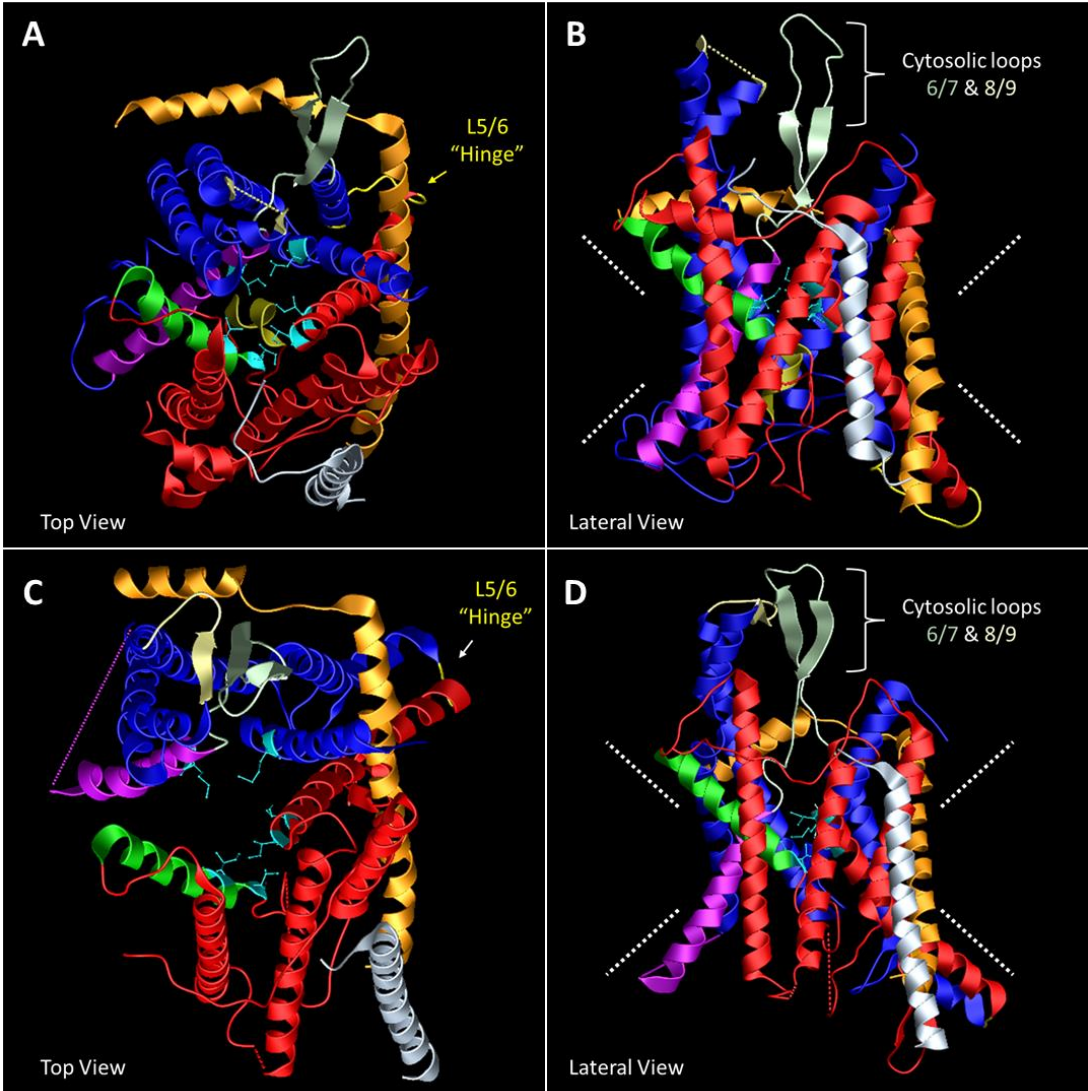 A
L5/6
“Hinge”
Top View
B
Cytosolic loops
6/7 & 8/9
Lateral View
C
L5/6
“Hinge”
Top View
D
Cytosolic loops
6/7 & 8/9
Lateral View